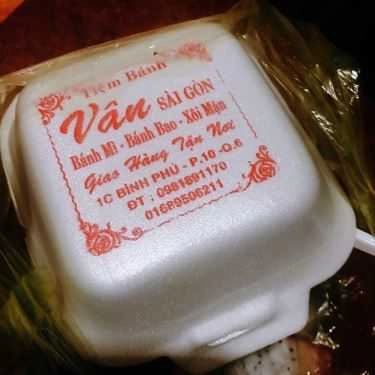 Tiệm Bánh
Vân SÀI GÒN
Bánh Mì - Bánh Bao - Xôi Mặn
Giao Hàng Tận Nơi
1C BÌNH PHÚ - P.10 - Q.6
ĐT : 0981891170
01689506211